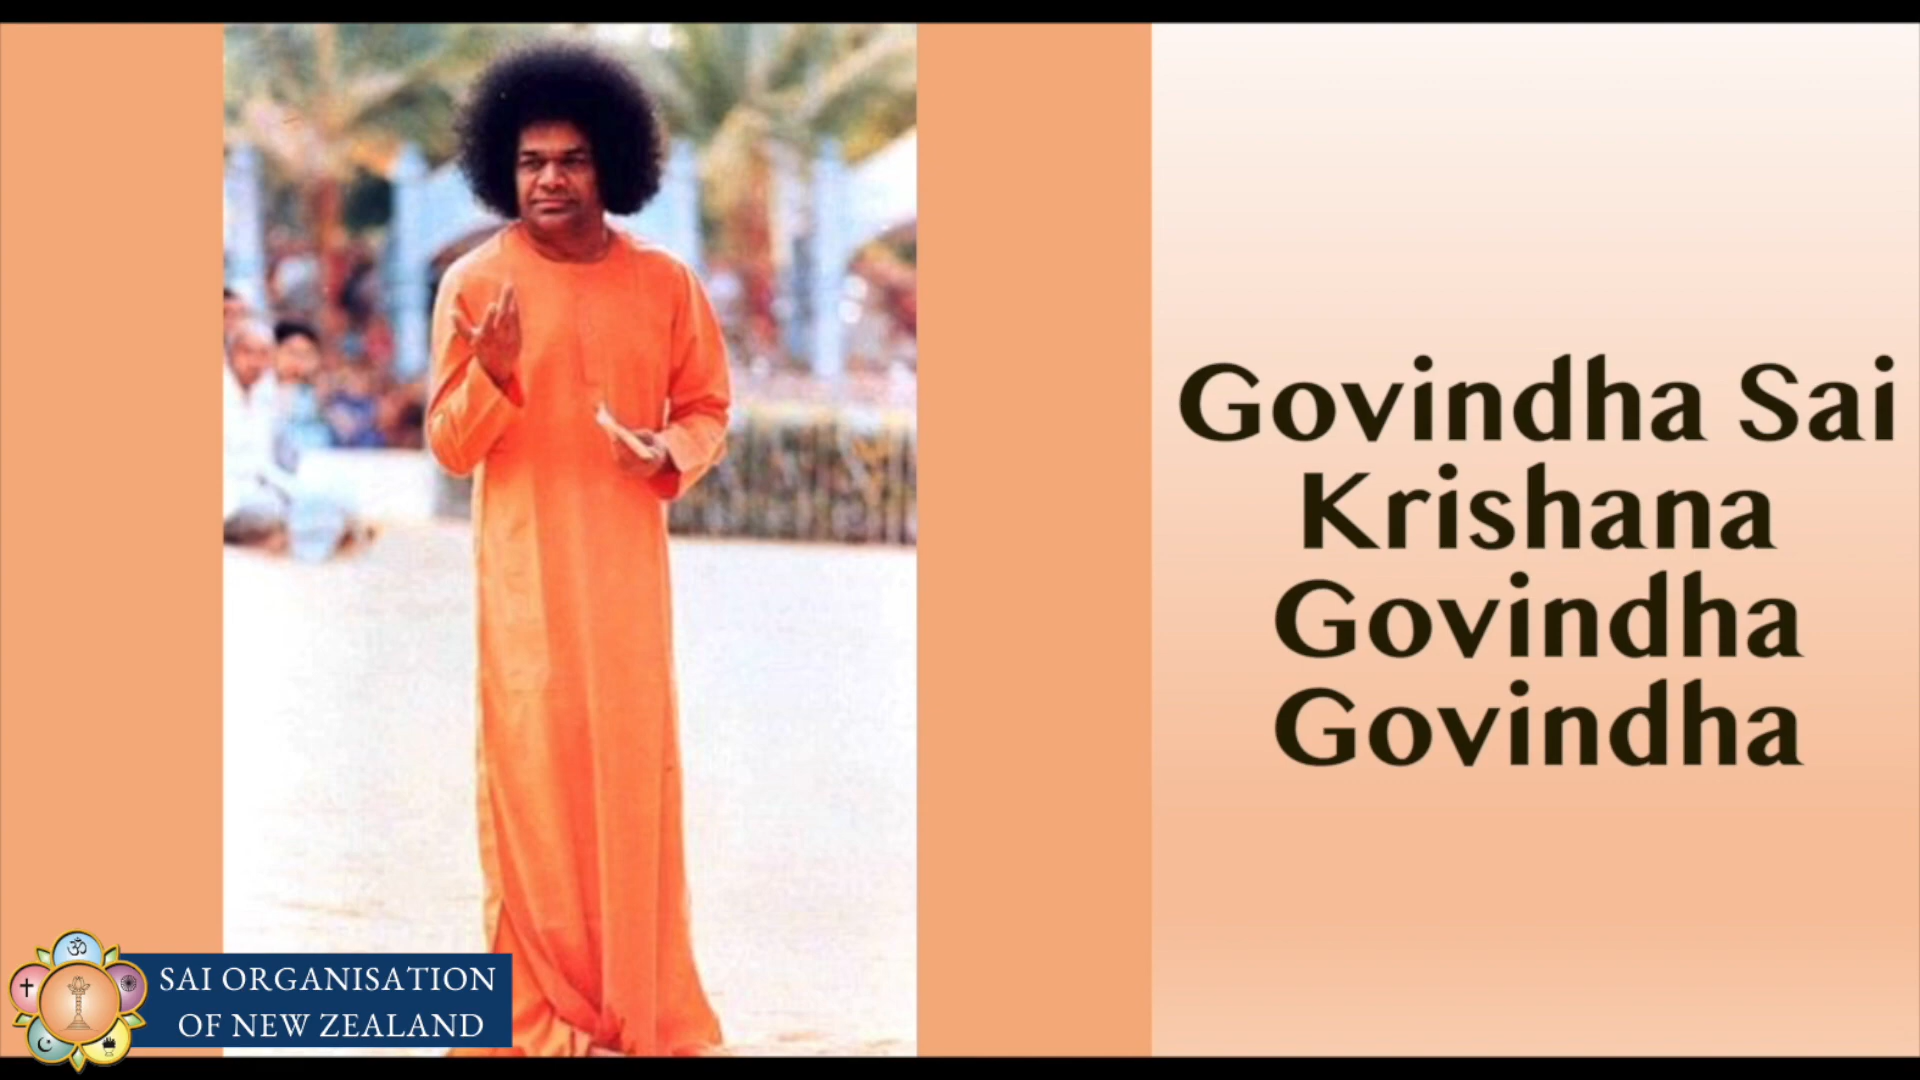 Govindha Sai
Krishana
Govindha
Govindha
SAI ORGANISATION
OF NEW ZEALAND